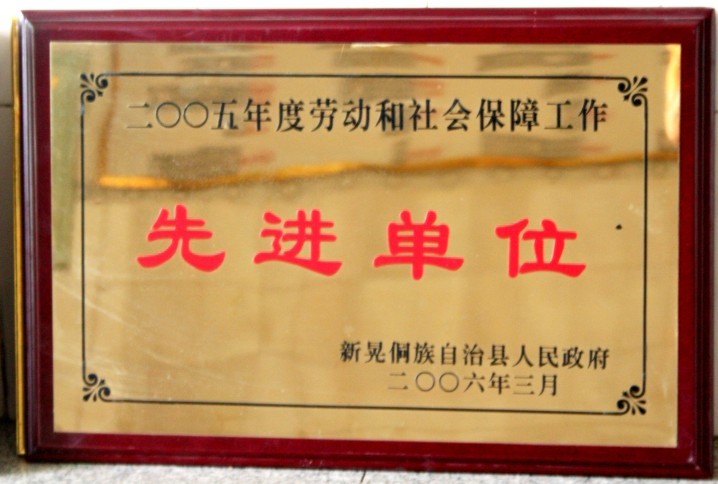 二〇〇五年度劳动和社会保障工作
先进单位
新晃侗族自治县人民政府
二〇〇六年三月